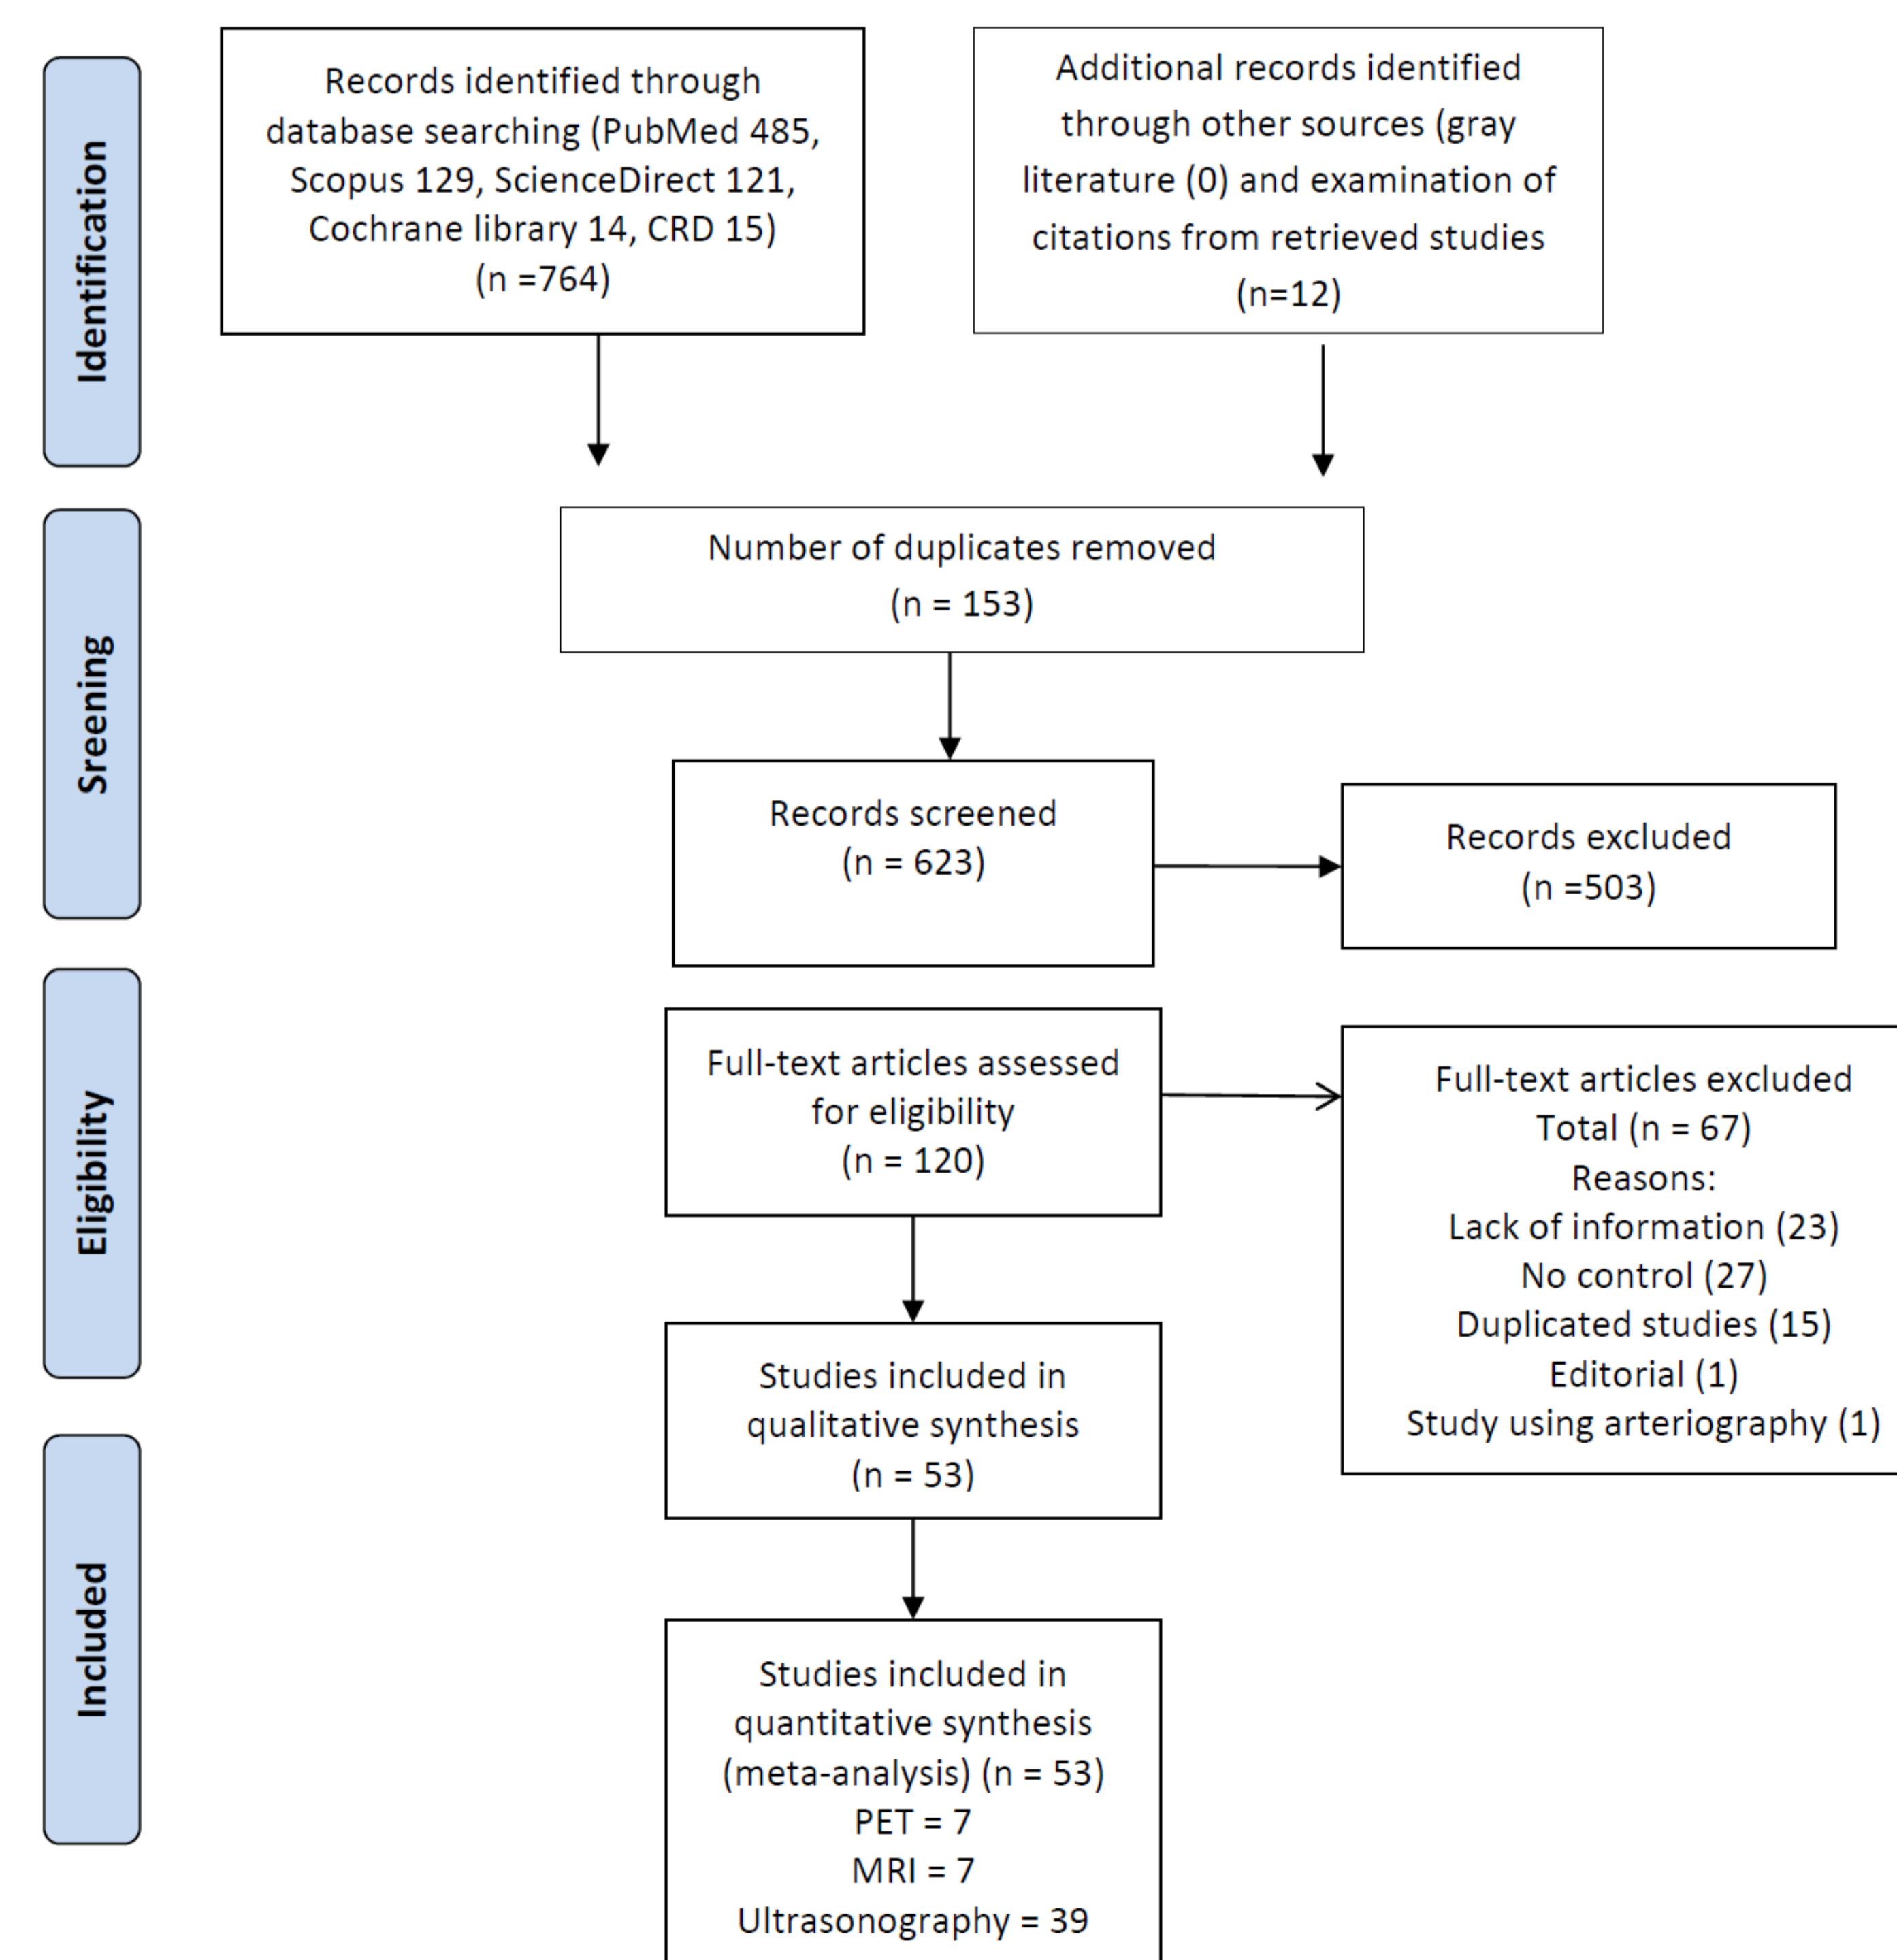 Identification
Records identified through
database searching (PubMed 485,
Scopus 129, ScienceDirect 121,
Cochrane library 14, CRD 15)
(n =764)
Additional records identified
through other sources (gray
literature (0) and examination of
citations from retrieved studies
(n=12)
Sreening
Number of duplicates removed
(n = 153)
Records screened
(n = 623)
Records excluded
(n =503)
Eligibility
Full-text articles assessed
for eligibility
(n = 120)
Full-text articles excluded
Total (n = 67)
Reasons:
Lack of information (23)
No control (27)
Duplicated studies (15)
Editorial (1)
Study using arteriography (1)
Studies included in
qualitative synthesis
(n = 53)
Included
Studies included in
quantitative synthesis
(meta-analysis) (n = 53)
PET = 7
MRI = 7
Ultrasonography = 39